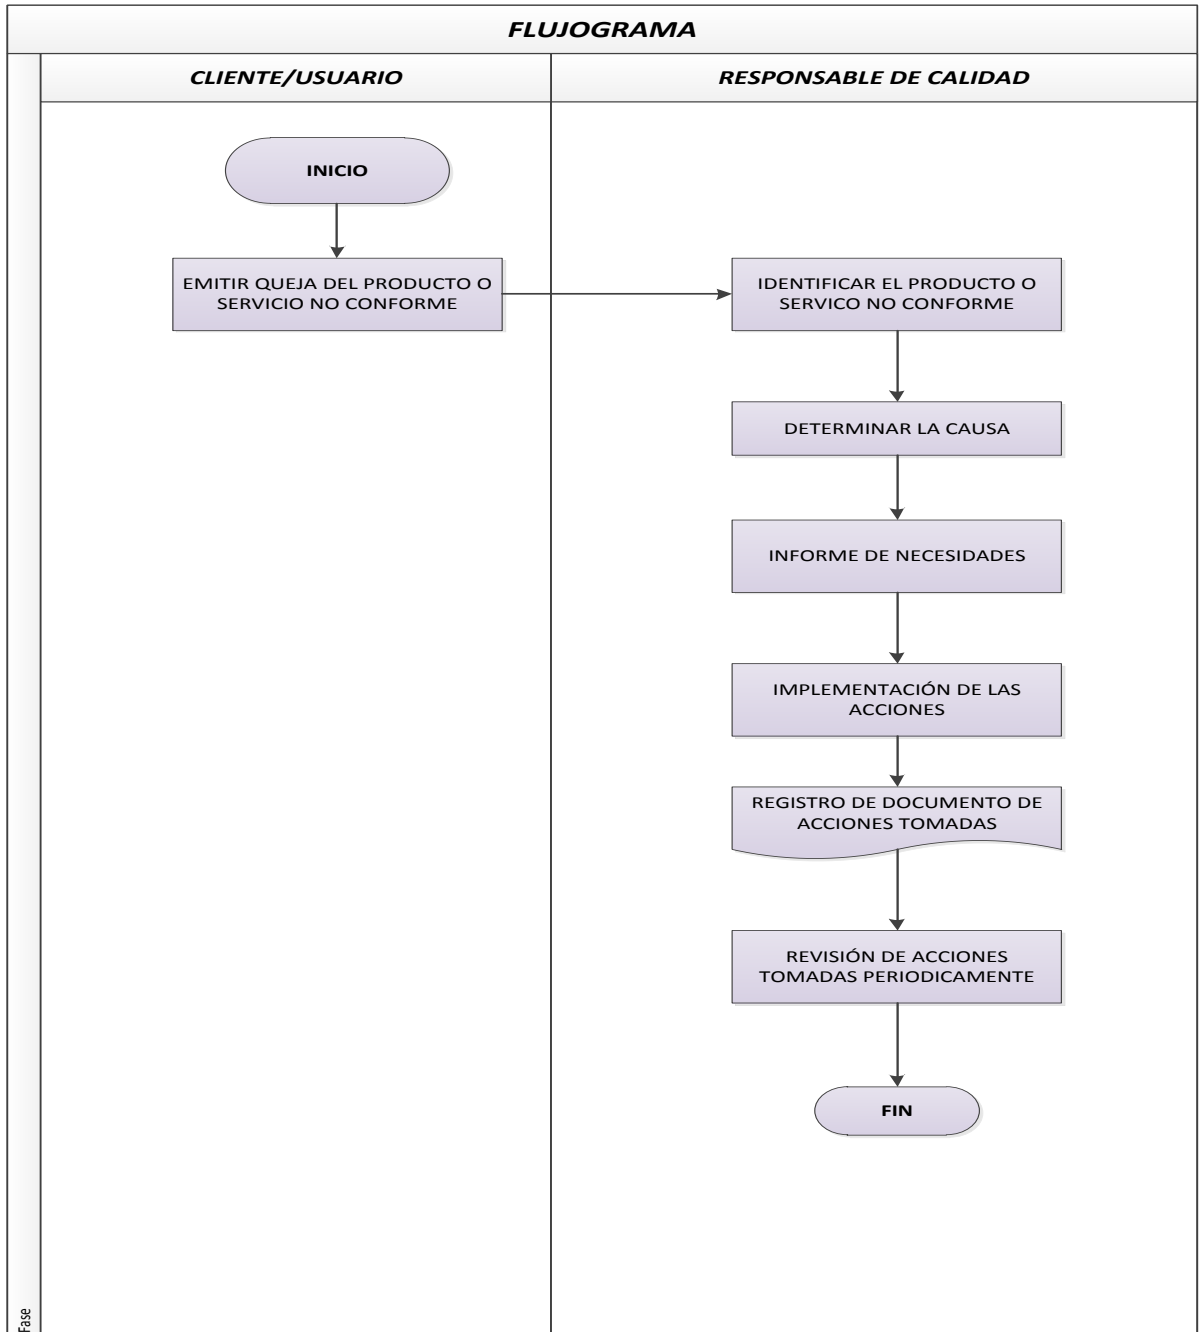 FLUJOGRAMA
CLIENTE/USUARIO
RESPONSABLE DE CALIDAD
INICIO
EMITIR QUEJA DEL PRODUCTO O
SERVICIO NO CONFORME
IDENTIFICAR EL PRODUCTO O
SERVICO NO CONFORME
DETERMINAR LA CAUSA
INFORME DE NECESIDADES
IMPLEMENTACIÓN DE LAS
ACCIONES
REGISTRO DE DOCUMENTO DE
ACCIONES TOMADAS
REVISIÓN DE ACCIONES
TOMADAS PERIODICAMENTE
FIN
Fase